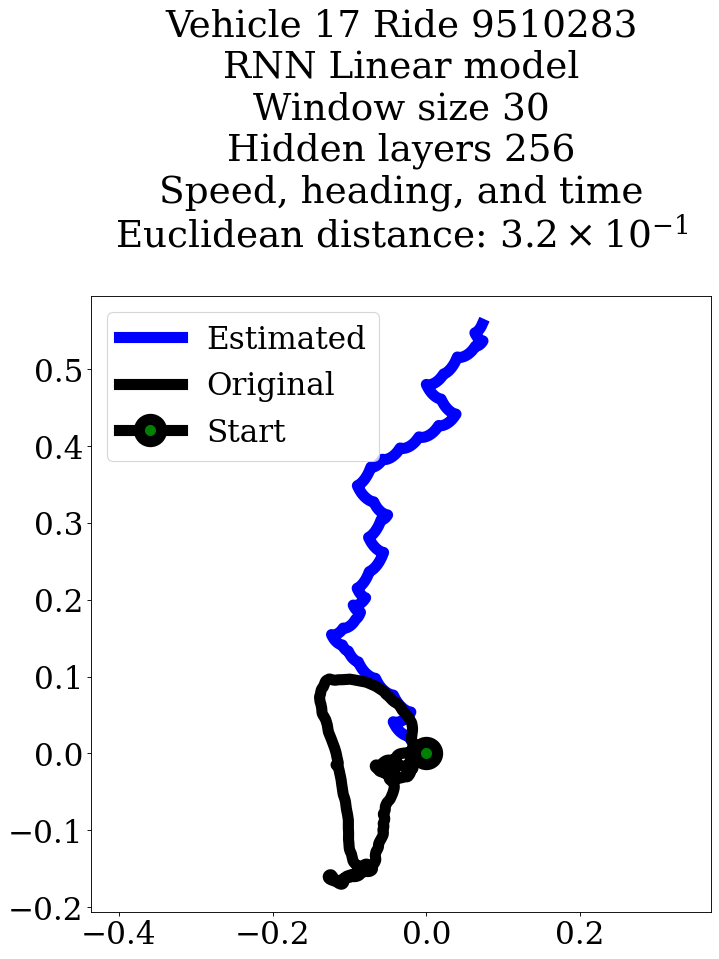 Vehicle 17 Ride 9510283
RNN Linear model
Window size 30
Hidden layers 256
Speed, heading, and time
Euclidean distance: 3.2 × 10⁻¹
Estimated
Original
Start
0.5
0.4
0.3
0.2
0.1
0.0
−0.1
−0.2
−0.4 −0.2 0.0 0.2